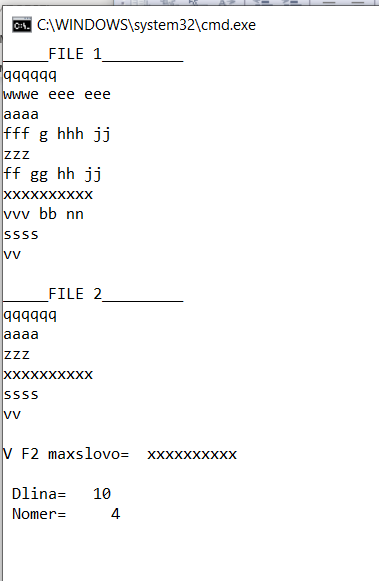 C:\WINDOWS\system32\cmd.exe
_____FILE 1_________
qqqqqq
wwwe eee eee
aaaa
fff g hhh jj
zzz
ff gg hh jj
xxxxxxxxxx
vvv bb nn
ssss
vv
_____FILE 2_________
qqqqqq
aaaa
zzz
xxxxxxxxxx
ssss
vv
V F2 maxslovo=  xxxxxxxxxx
Dlina=   10
Nomer=     4